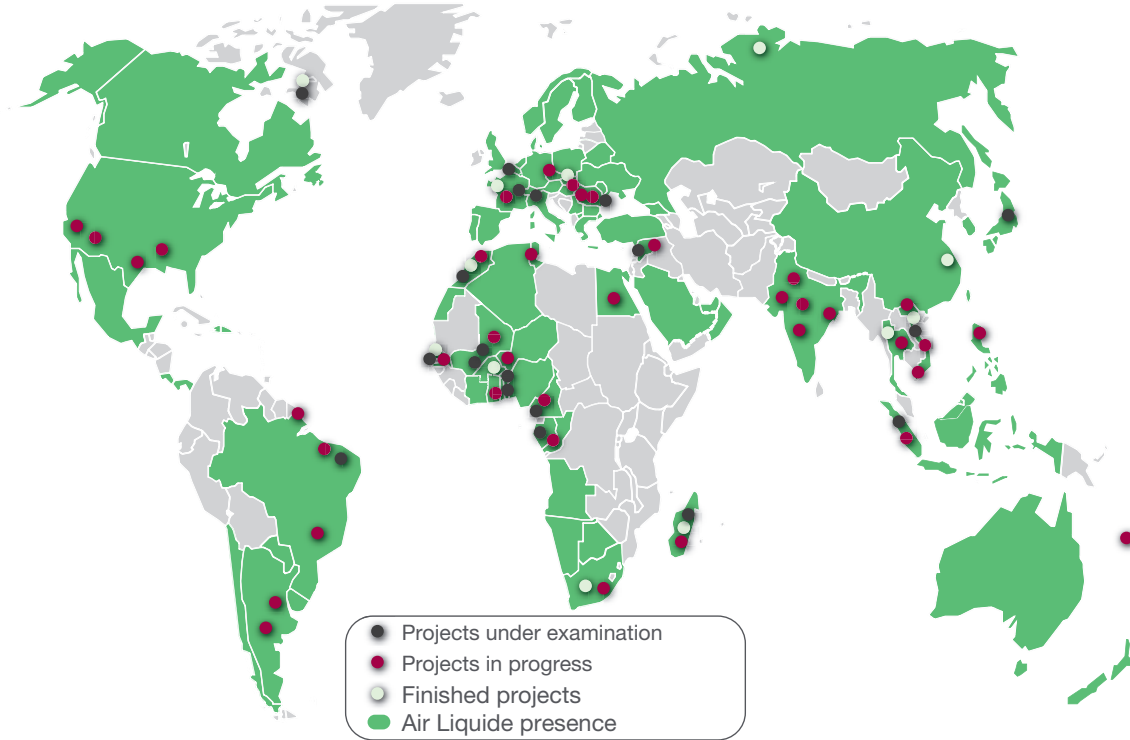 Projects under examination
Projects in progress
Finished projects
Air Liquide presence